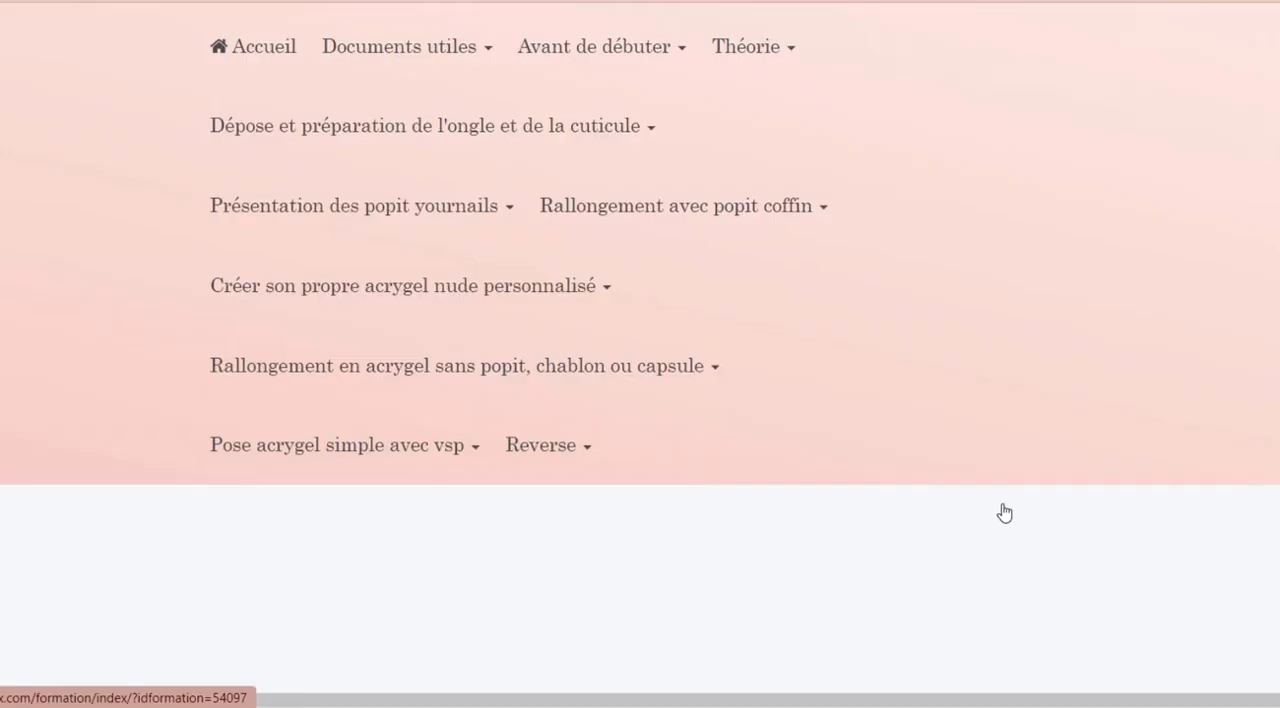 Accueil Documents utiles Avant de débuter Théorie
Dépose et préparation de l'ongle et de la cuticule
Présentation des popit yournails Rallongement avec popit coffin
Créer son propre acrygel nude personnalisé
Rallongement en acrygel sans popit, chablon ou capsule
Pose acrygel simple avec vsp Reverse
x.com/formation/index/?idformation=54097